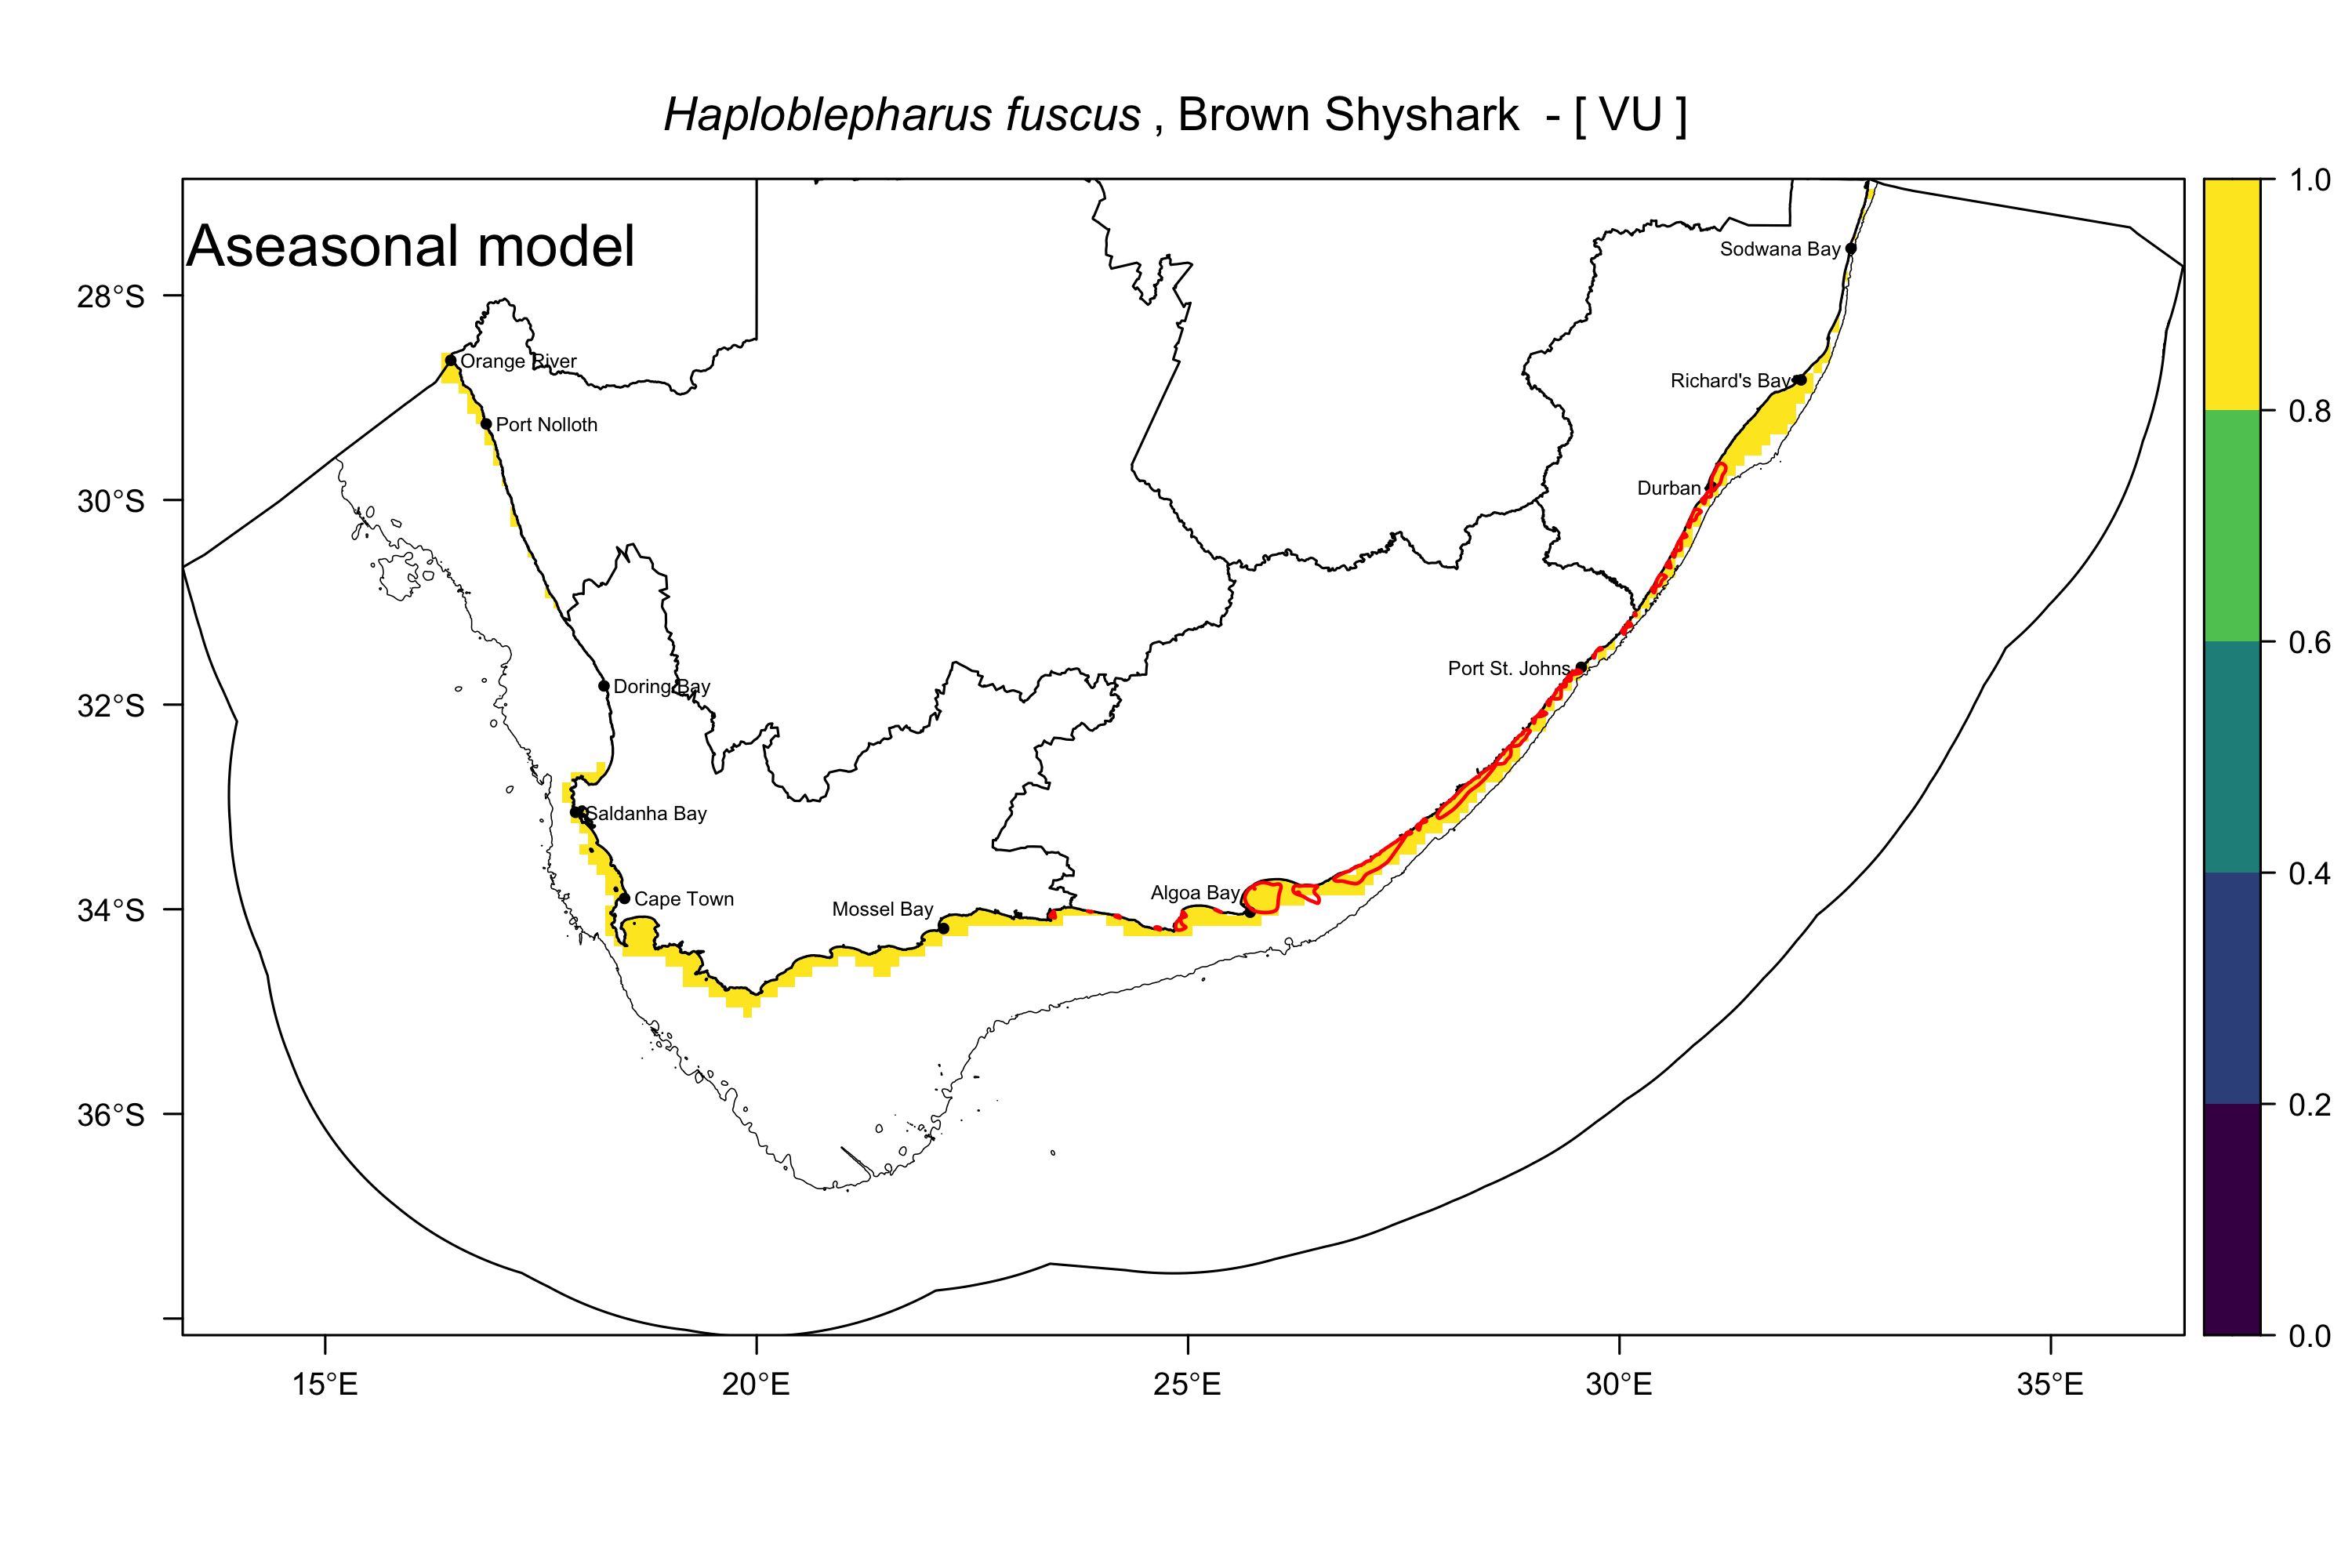 Haploblepharus fuscus , Brown Shyshark - [ VU ]
Aseasonal model
1.0
0.8
0.6
0.4
0.2
0.0
28°S
30°S
32°S
34°S
36°S
Sodwana Bay
Orange River
Richard's Bay
Port Nolloth
Durban
Port St. Johns
Doring Bay
Saldanha Bay
Algoa Bay
Cape Town
Mossel Bay
15°E
20°E
25°E
30°E
35°E